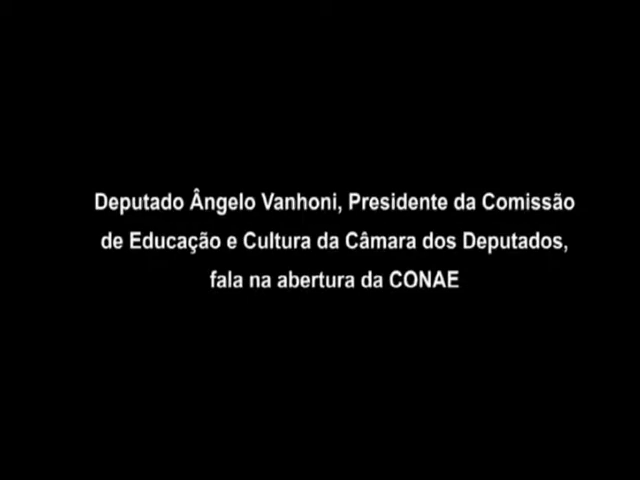 Deputado Ângelo Vanhoni, Presidente da Comissão
de Educação e Cultura da Câmara dos Deputados,
fala na abertura da CONAE